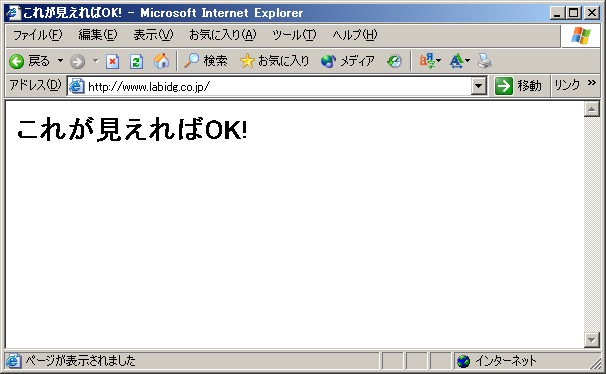 これが見えればOK! - Microsoft Internet Explorer
ファイル(F) 編集(E) 表示(V) お気に入り(A) ツール(T) ヘルプ(H)
戻る 検索 お気に入り メディア
アドレス(D) http://www.labidg.co.jp/ 移動 リンク »
これが見えればOK!
ページが表示されました インターネット